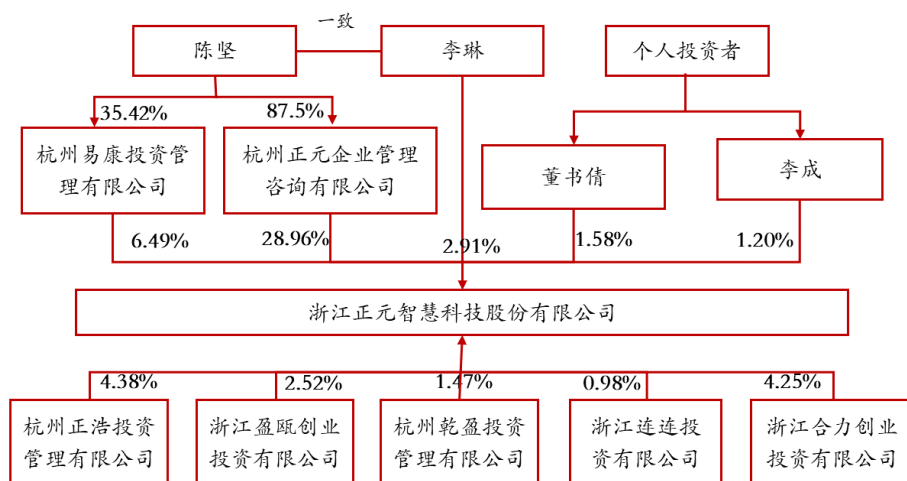 一致
陈坚
李琳
个人投资者
35.42%
87.5%
杭州易康投资管
理有限公司
杭州正元企业管理
咨询有限公司
董书倩
李成
6.49%
28.96%
2.91%
1.58%
1.20%
浙江正元智慧科技股份有限公司
4.38%
2.52%
1.47%
0.98%
4.25%
杭州正浩投资
管理有限公司
浙江盈瓯创业
投资有限公司
杭州乾盈投资
管理有限公司
浙江连连投
资有限公司
浙江合力创业
投资有限公司